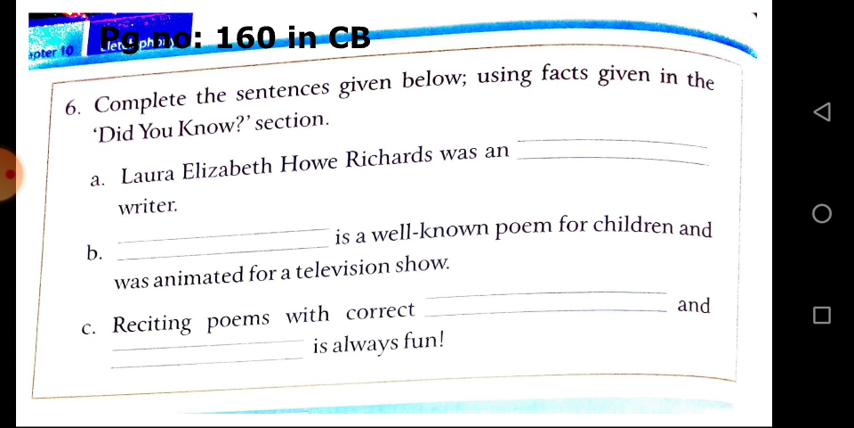 Pg no: 160 in CB
apter 10
6. Complete the sentences given below; using facts given in the
'Did You Know?' section.
a. Laura Elizabeth Howe Richards was an
writer.
b. is a well-known poem for children and
was animated for a television show.
c. Reciting poems with correct and
is always fun!